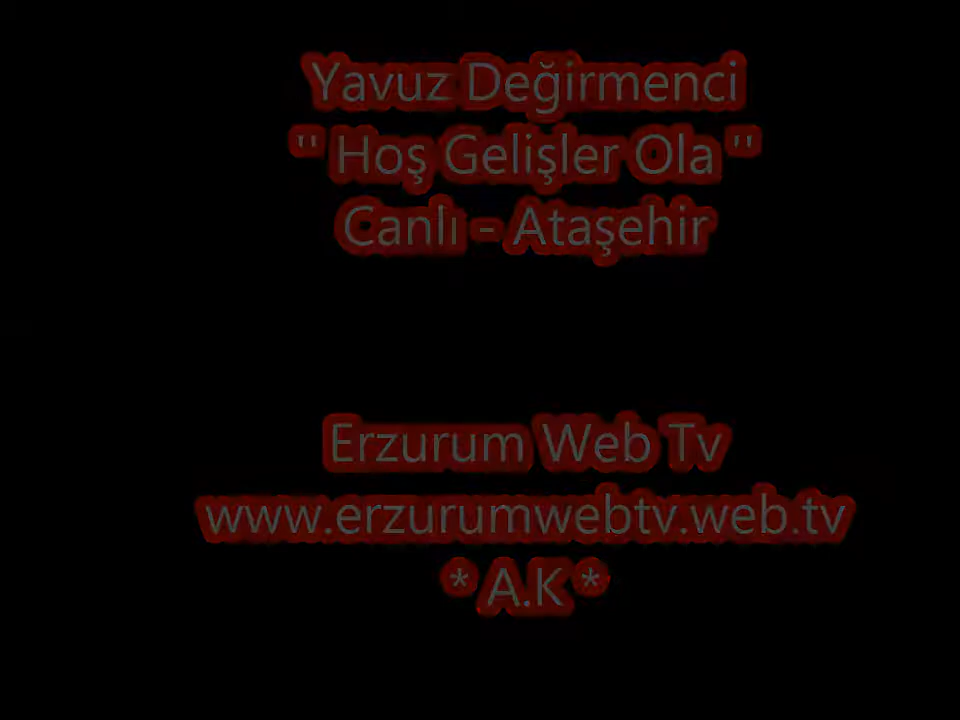 Yavuz Değirmenci
" Hoş Gelişler Ola "
Canlı - Ataşehir
Erzurum Web Tv
www.erzurumwebtv.web.tv
* A.K *